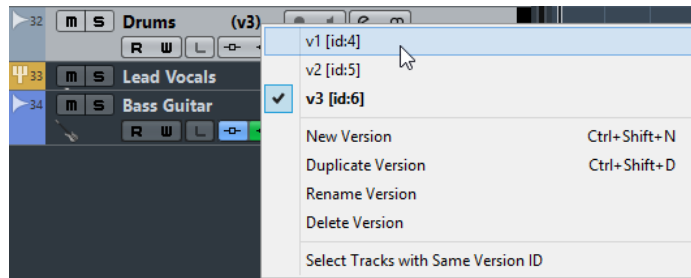 32 m S Drums (v3) e
R W L
33 m S Lead Vocals
34 m S Bass Guitar
R W L
v1 [id:4]
v2 [id:5]
v3 [id:6]
New Version Ctrl+Shift+N
Duplicate Version Ctrl+Shift+D
Rename Version
Delete Version
Select Tracks with Same Version ID